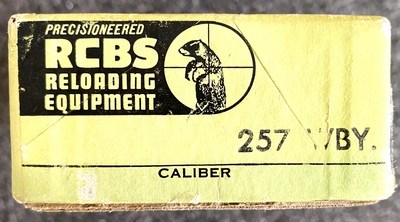 PRECISIONEERED
RCBS
RELOADING
EQUIPMENT
257 WBY.
CALIBER